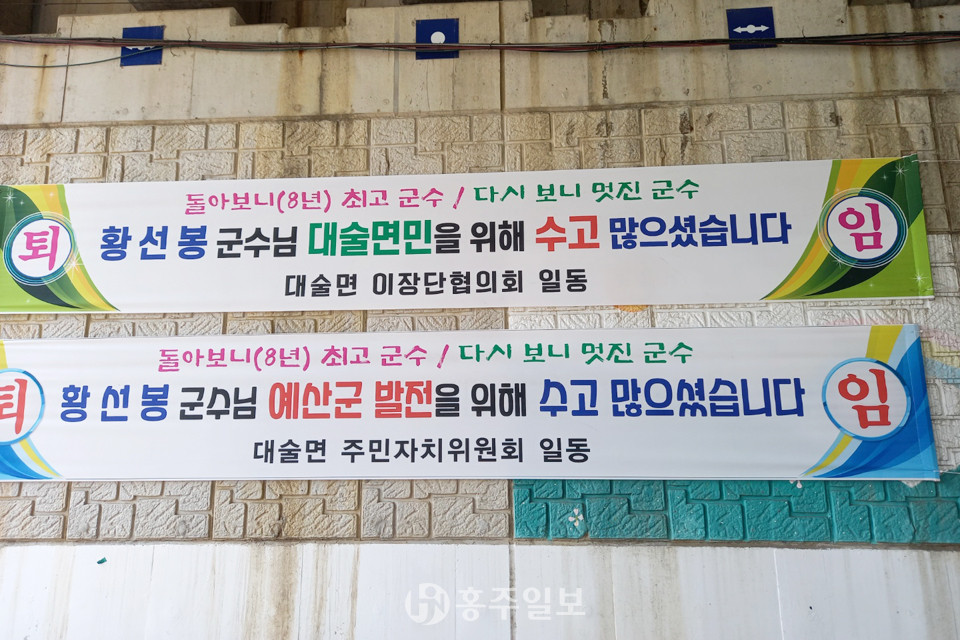 돌아보니(8년) 최고 군수! 다시 보니 멋진 군수
퇴 황선봉 군수님 대술면민을 위해 수고 많으셨습니다 임
대술면 이장단협의회 일동
돌아보니(8년) 최고 군수! 다시 보니 멋진 군수
퇴 황선봉 군수님 예산군 발전을 위해 수고 많으셨습니다 임
대술면 주민자치위원회 일동
홍주일보